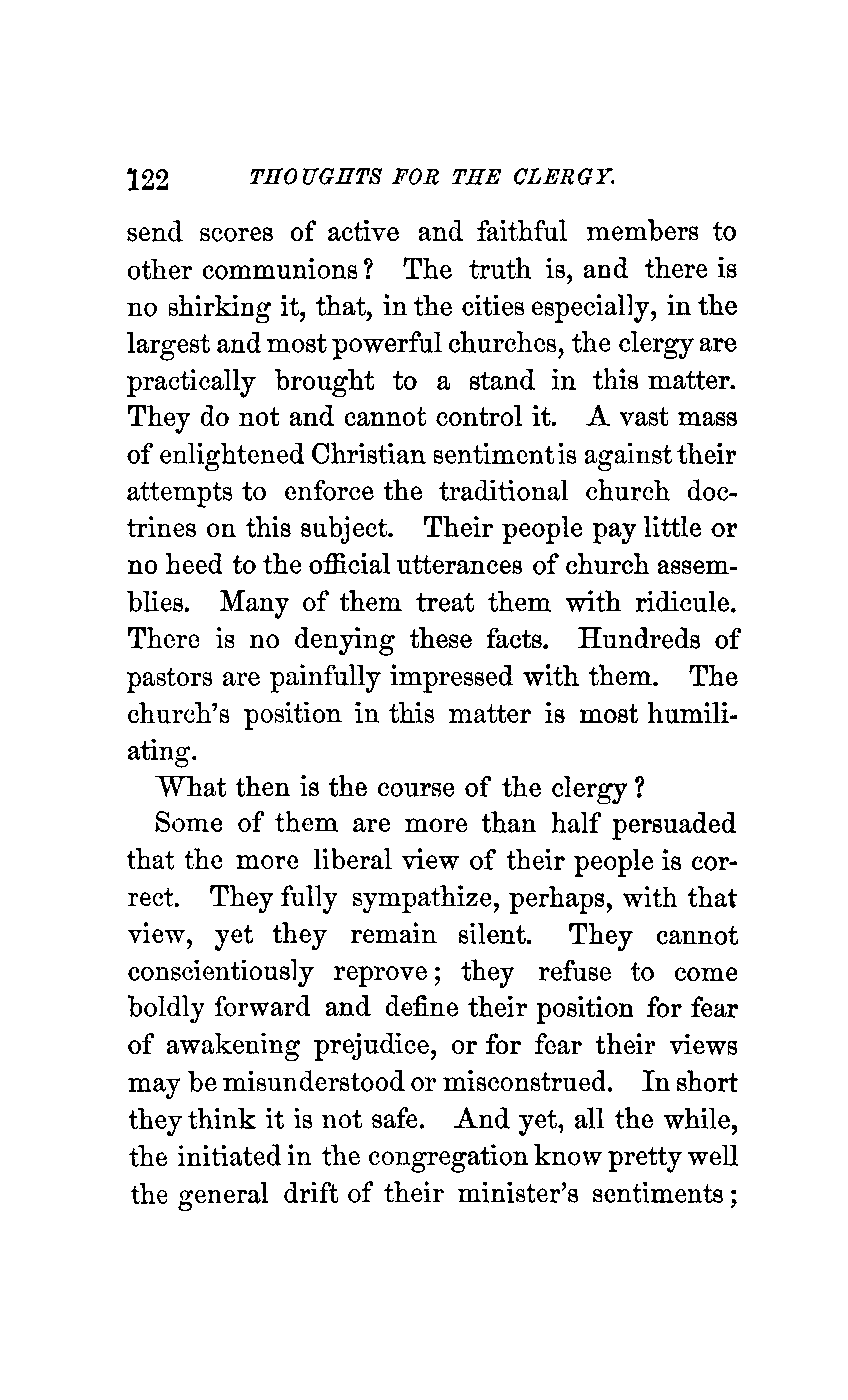 122 THOUGHTS FOR THE CLERGY.
send scores of active and faithful members to
other communions? The truth is, and there is
no shirking it, that, in the cities especially, in the
largest and most powerful churches, the clergy are
practically brought to a stand in this matter.
They do not and cannot control it. A vast mass
of enlightened Christian sentiment is against their
attempts to enforce the traditional church doc-
trines on this subject. Their people pay little or
no heed to the official utterances of church assem-
blies. Many of them treat them with ridicule.
There is no denying these facts. Hundreds of
pastors are painfully impressed with them. The
church's position in this matter is most humili-
ating.
What then is the course of the clergy?
Some of them are more than half persuaded
that the more liberal view of their people is cor-
rect. They fully sympathize, perhaps, with that
view, yet they remain silent. They cannot
conscientiously reprove; they refuse to come
boldly forward and define their position for fear
of awakening prejudice, or for fear their views
may be misunderstood or misconstrued. In short
they think it is not safe. And yet, all the while,
the initiated in the congregation know pretty well
the general drift of their minister's sentiments;